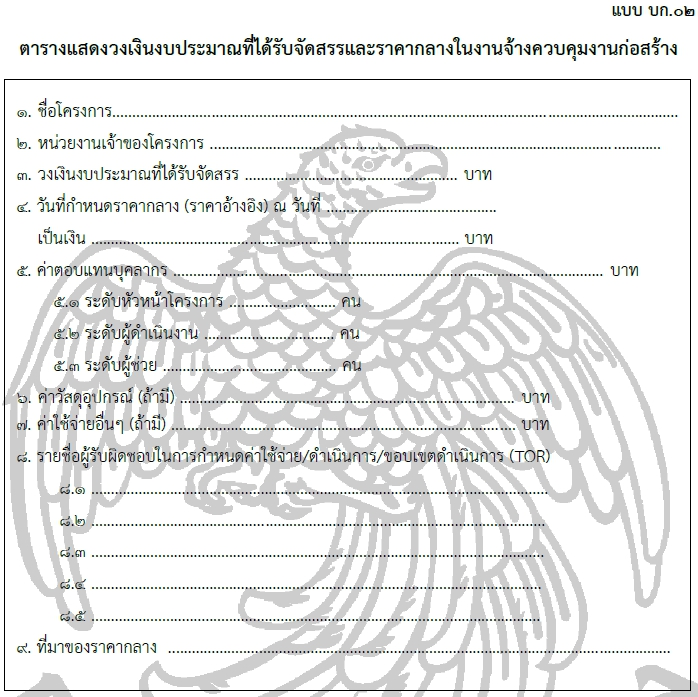 แบบ บก.๐๒
ตารางแสดงวงเงินงบประมาณที่ได้รับจัดสรรและราคากลางในงานจ้างควบคุมงานก่อสร้าง
๑. ชื่อโครงการ........................................................................................................................
๒. หน่วยงานเจ้าของโครงการ ................................................................................................
๓. วงเงินงบประมาณที่ได้รับจัดสรร ............................................. บาท
๔. วันที่กำหนดราคากลาง (ราคาอ้างอิง) ณ วันที่ ....................................
เป็นเงิน .............................................................................. บาท
๕. ค่าตอบแทนบุคลากร ........................................................................................... บาท
๕.๑ ระดับหัวหน้าโครงการ ....................... คน
๕.๒ ระดับผู้ดำเนินงาน ............................ คน
๕.๓ ระดับผู้ช่วย ..................................... คน
๖. ค่าวัสดุอุปกรณ์ (ถ้ามี) ....................................................................... บาท
๗. ค่าใช้จ่ายอื่นๆ (ถ้ามี) ......................................................................... บาท
๘. รายชื่อผู้รับผิดชอบในการกำหนดค่าใช้จ่าย/ดำเนินการ/ขอบเขตดำเนินการ (TOR)
๘.๑ .................................................................................................
๘.๒ ................................................................................................
๘.๓ ................................................................................................
๘.๔ ...............................................................................................
๘.๕ ...............................................................................................
๙. ที่มาของราคากลาง ...........................................................................................................